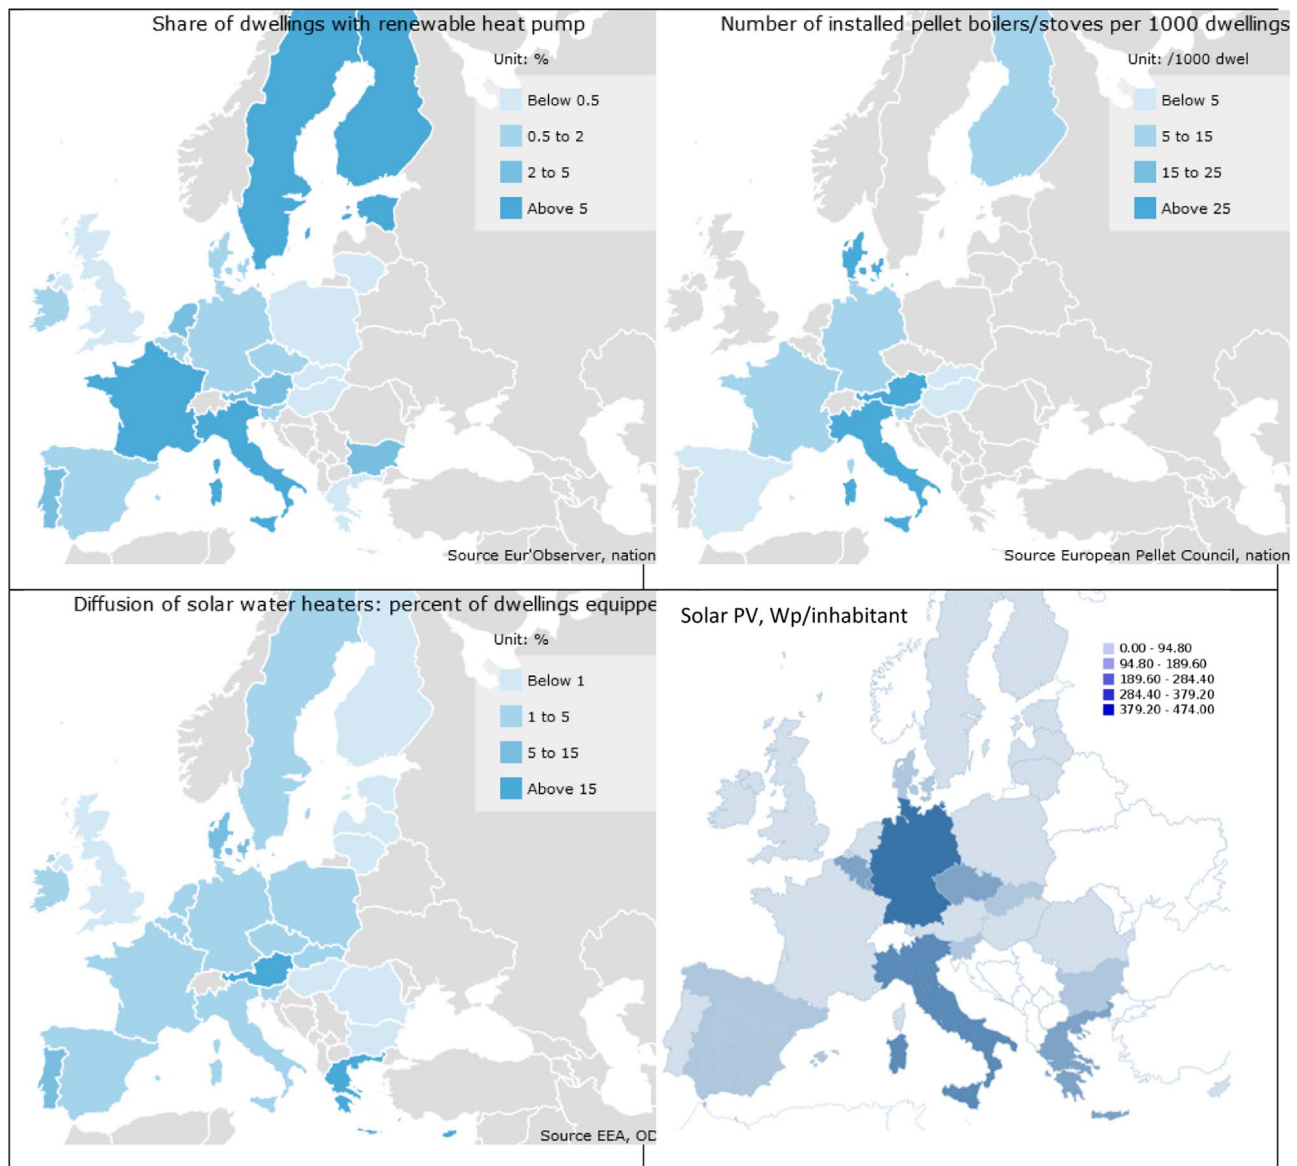 Share of dwellings with renewable heat pump
Unit: %
Below 0.5
0.5 to 2
2 to 5
Above 5
Source Eur'Observer, nation
Number of installed pellet boilers/stoves per 1000 dwellings
Unit: /1000 dwel
Below 5
5 to 15
15 to 25
Above 25
Source European Pellet Council, nation
Diffusion of solar water heaters: percent of dwellings equippe
Unit: %
Below 1
1 to 5
5 to 15
Above 15
Source EEA, OD
Solar PV, Wp/inhabitant
0.00 - 94.80
94.80 - 189.60
189.60 - 284.40
284.40 - 379.20
379.20 - 474.00